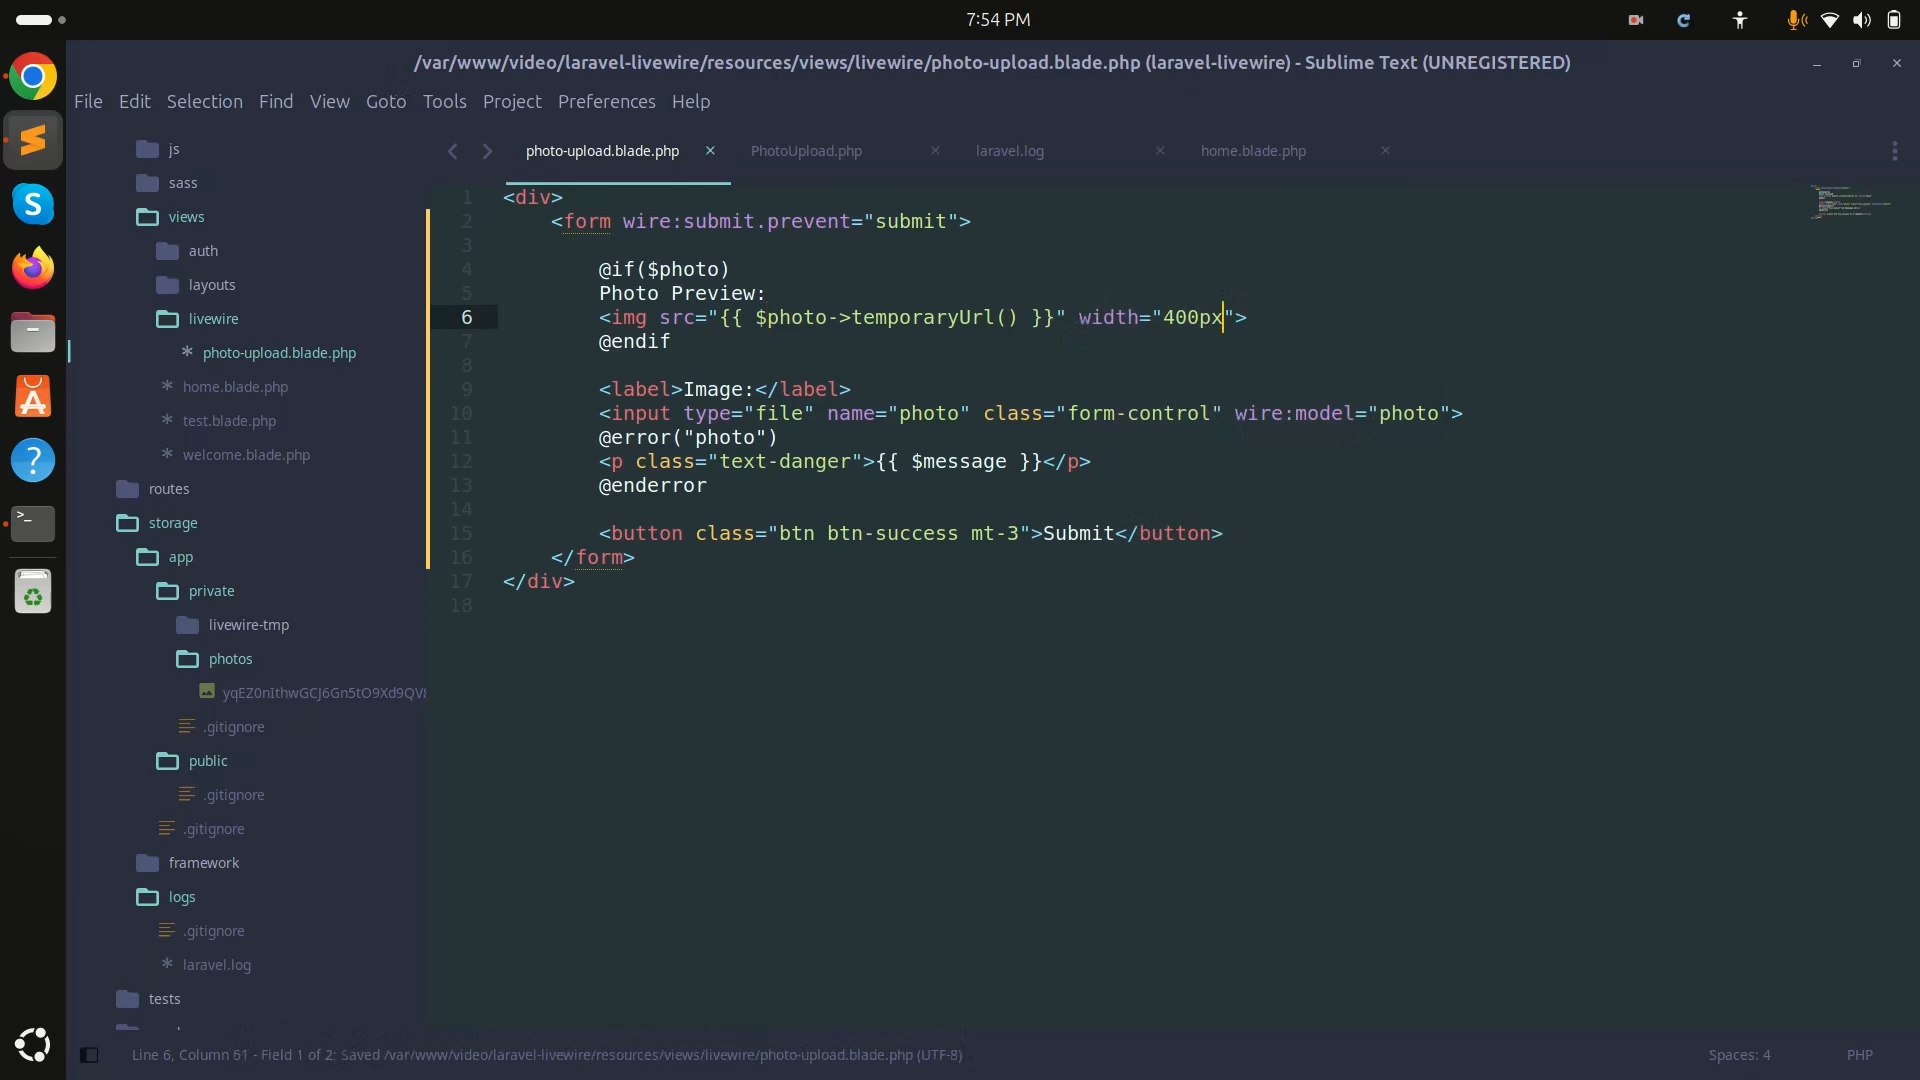 7:54 PM
/var/www/video/laravel-livewire/resources/views/livewire/photo-upload.blade.php (laravel-livewire) - Sublime Text (UNREGISTERED)
File Edit Selection Find View Goto Tools Project Preferences Help
js
sass
views
auth
layouts
livewire
photo-upload.blade.php
home.blade.php
test.blade.php
welcome.blade.php
routes
storage
app
private
livewire-tmp
photos
yqEZ0nIthwGCJ6Gn5tO9Xd9QV
.gitignore
public
.gitignore
.gitignore
framework
logs
.gitignore
laravel.log
tests
photo-upload.blade.php PhotoUpload.php laravel.log home.blade.php
1 <div>
2 <form wire:submit.prevent="submit">
3
4 @if($photo)
5 Photo Preview:
6 <img src="{{ $photo->temporaryUrl() }}" width="400px">
7 @endif
8
9 <label>Image:</label>
10 <input type="file" name="photo" class="form-control" wire:model="photo">
11 @error("photo")
12 <p class="text-danger">{{ $message }}</p>
13 @enderror
14
15 <button class="btn btn-success mt-3">Submit</button>
16 </form>
17 </div>
18
Line 6, Column 61 - Field 1 of 2; Saved /var/www/video/laravel-livewire/resources/views/livewire/photo-upload.blade.php (UTF-8)
Spaces: 4 PHP